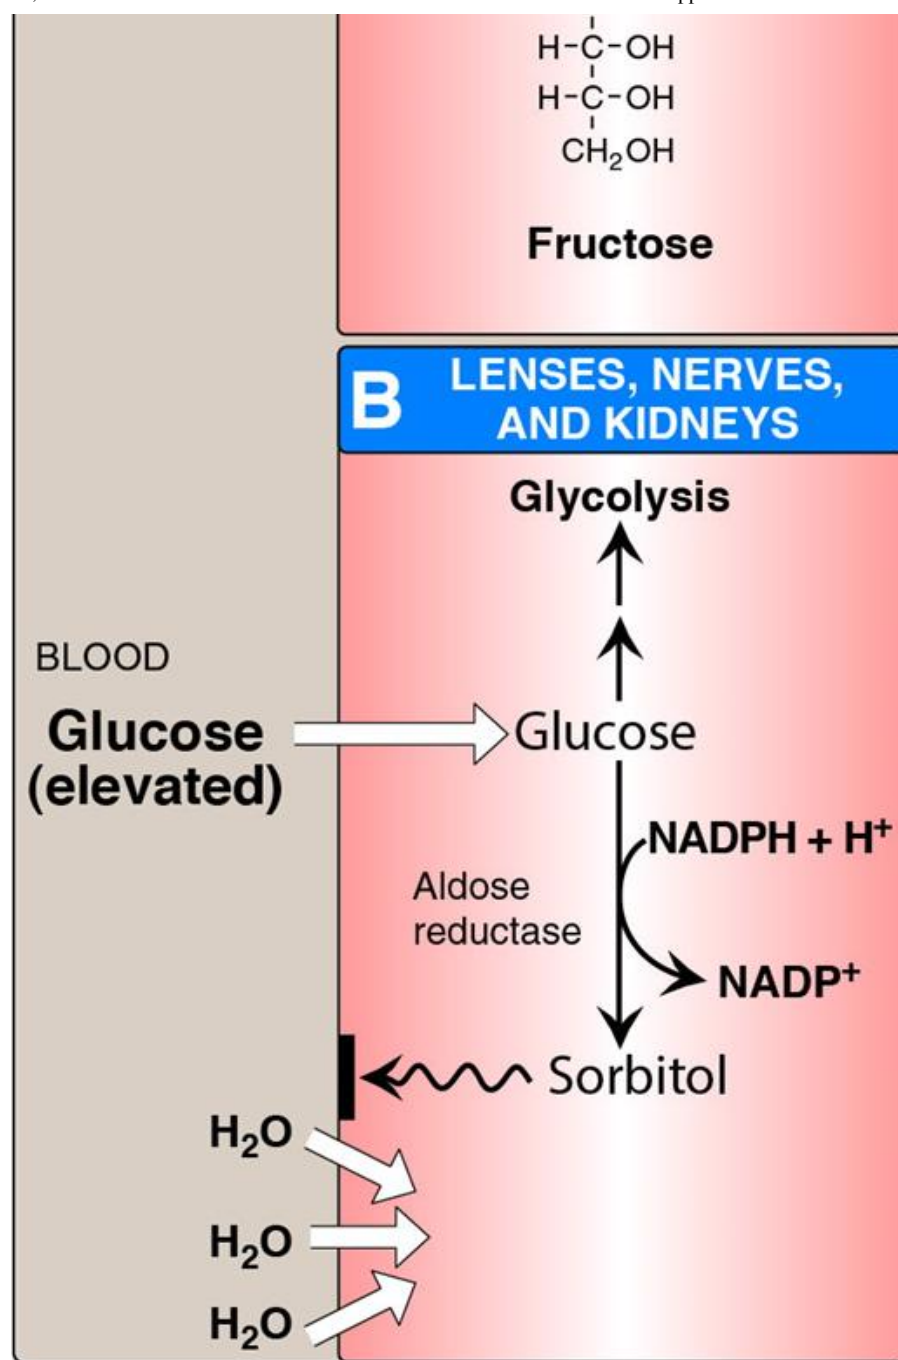 H-C-OH
H-C-OH
CH₂OH
Fructose
B
LENSES, NERVES,
AND KIDNEYS
Glycolysis
BLOOD
Glucose
(elevated)
Glucose
NADPH + H⁺
Aldose
reductase
NADP⁺
Sorbitol
H₂O
H₂O
H₂O